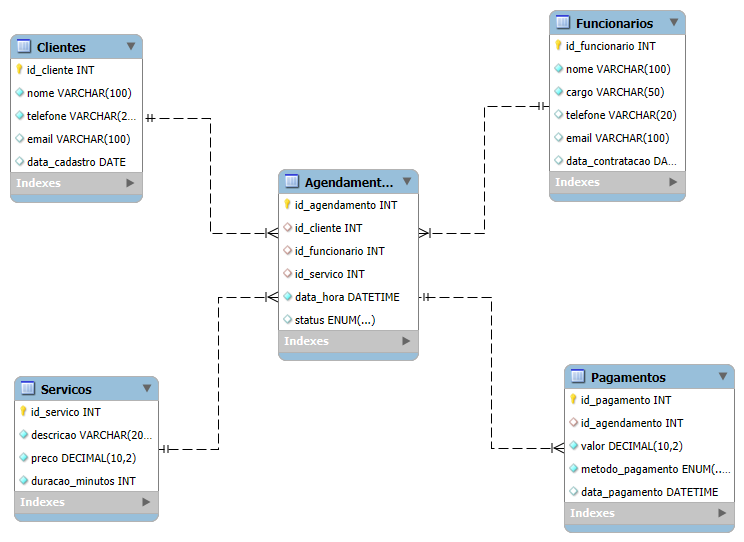 Clientes
id_cliente INT
nome VARCHAR(100)
telefone VARCHAR(2...
email VARCHAR(100)
data_cadastro DATE
Indexes
Funcionarios
id_funcionario INT
nome VARCHAR(100)
cargo VARCHAR(50)
telefone VARCHAR(20)
email VARCHAR(100)
data_contratacao DA...
Indexes
Agendament...
id_agendamento INT
id_cliente INT
id_funcionario INT
id_servico INT
data_hora DATETIME
status ENUM(...)
Indexes
Servicos
id_servico INT
descricao VARCHAR(20...
preco DECIMAL(10,2)
duracao_minutos INT
Indexes
Pagamentos
id_pagamento INT
id_agendamento INT
valor DECIMAL(10,2)
metodo_pagamento ENUM(...
data_pagamento DATETIME
Indexes